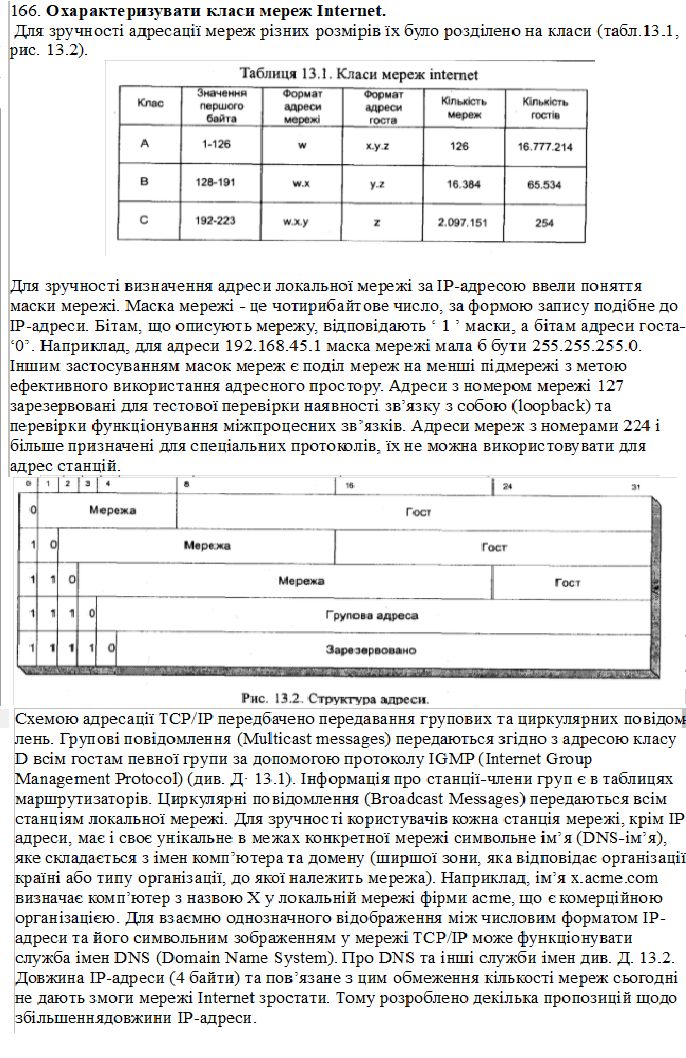 166. Охарактеризувати класи мереж Internet.
Для зручності адресації мереж різних розмірів їх було розділено на класи (табл.13.1,
рис. 13.2).
Таблиця 13.1. Класи мереж internet
Клас Значення першого байта Формат адреси мережі Формат адреси госта Кількість мереж Кількість гостів
A 1-126 w x.y.z 126 16.777.214
B 128-191 w.x y.z 16.384 65.534
C 192-223 w.x.y z 2.097.151 254
Для зручності визначення адреси локальної мережі за IP-адресою ввели поняття
маски мережі. Маска мережі - це чотирибайтове число, за формою запису подібне до
IP-адреси. Бітам, що описують мережу, відповідають ‘ 1 ’ маски, а бітам адреси госта-
‘0’. Наприклад, для адреси 192.168.45.1 маска мережі мала б бути 255.255.255.0.
Іншим застосуванням масок мереж є поділ мереж на менші підмережі з метою
ефективного використання адресного простору. Адреси з номером мережі 127
зарезервовані для тестової перевірки наявності зв’язку з собою (loopback) та
перевірки функціонування міжпроцесних зв’язків. Адреси мереж з номерами 224 і
більше призначені для спеціальних протоколів, їх не можна використовувати для
адрес станцій.
0 1 2 3 4 8 16 24 31
0 Мережа Гост
1 0 Мережа Гост
1 1 0 Мережа Гост
1 1 1 0 Групова адреса
1 1 1 1 0 Зарезервовано
Рис. 13.2. Структура адреси.
Схемою адресації TCP/IP передбачено передавання групових та циркулярних повідом
лень. Групові повідомлення (Multicast messages) передаються згідно з адресою класу
D всім гостам певної групи за допомогою протоколу IGMP (Internet Group
Management Protocol) (див. Д· 13.1). Інформація про станції-члени груп є в таблицях
маршрутизаторів. Циркулярні повідомлення (Broadcast Messages) передаються всім
станціям локальної мережі. Для зручності користувачів кожна станція мережі, крім IP
адреси, має і своє унікальне в межах конкретної мережі символьне ім’я (DNS-ім’я),
яке складається з імен комп’ютера та домену (ширшої зони, яка відповідає організації
країні або типу організації, до якої належить мережа). Наприклад, ім’я x.acme.com
визначає комп’ютер з назвою X у локальній мережі фірми acme, що є комерційною
організацією. Для взаємно однозначного відображення між числовим форматом IP-
адреси та його символьним зображенням у мережі TCP/IP може функціонувати
служба імен DNS (Domain Name System). Про DNS та інші служби імен див. Д. 13.2.
Довжина IP-адреси (4 байти) та пов’язане з цим обмеження кількості мереж сьогодні
не дають змоги мережі Internet зростати. Тому розроблено декілька пропозицій щодо
збільшеннядовжини IP-адреси.